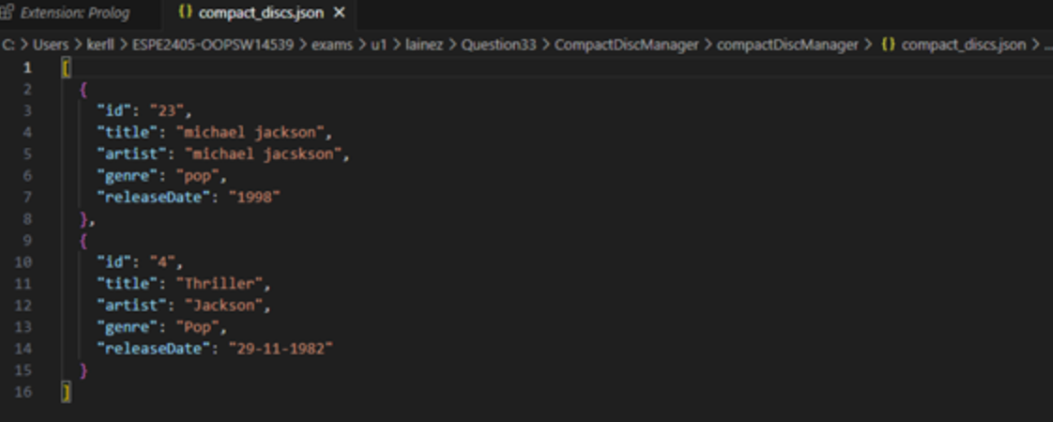 Extension: Prolog
{} compact_discs.json ×
C: > Users > kerll > ESPE2405-OOPSW14539 > exams > u1 > lainez > Question33 > CompactDiscManager > compactDiscManager > {} compact_discs.json > ...
1 [
2 {
3 "id": "23",
4 "title": "michael jackson",
5 "artist": "michael jacskson",
6 "genre": "pop",
7 "releaseDate": "1998"
8 },
9 {
10 "id": "4",
11 "title": "Thriller",
12 "artist": "Jackson",
13 "genre": "Pop",
14 "releaseDate": "29-11-1982"
15 }
16 ]